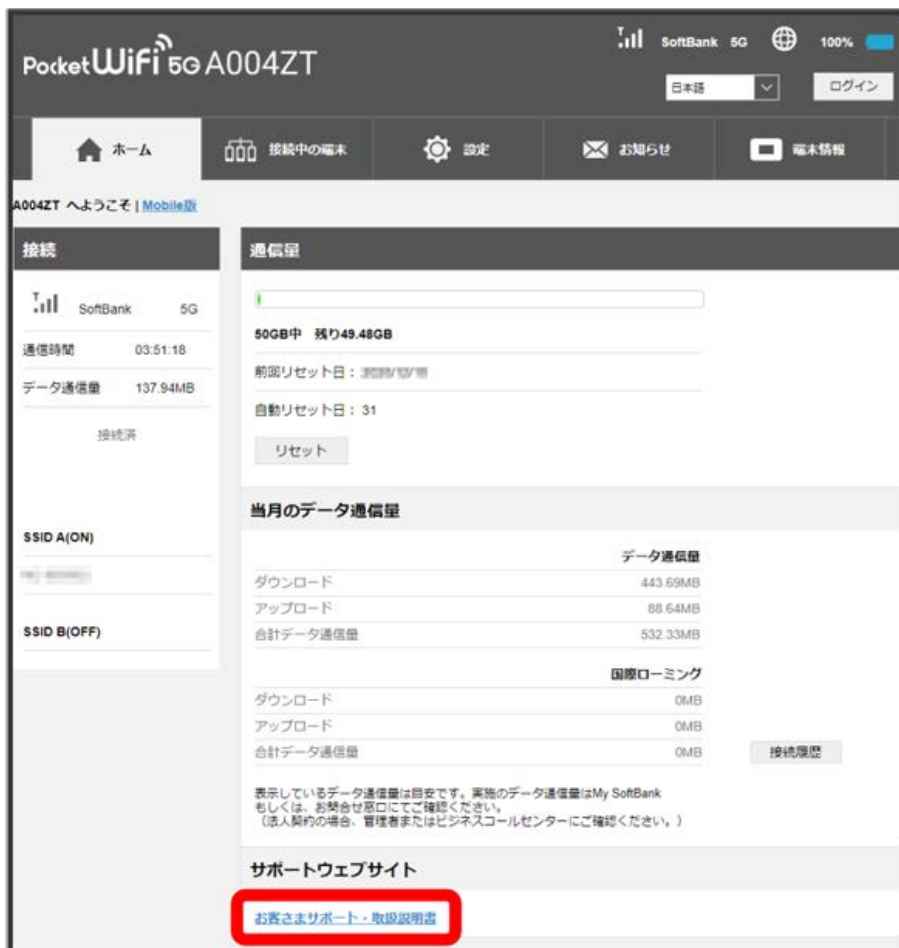 Pocket WiFi 5G A004ZT
SoftBank 5G 100%
日本語 ログイン
ホーム 接続中の端末 設定 お知らせ 端末情報
A004ZT へようこそ | Mobile版
接続
SoftBank 5G
通信時間 03:51:18
データ通信量 137.94MB
接続済
SSID A(ON)
SSID B(OFF)
通信量
50GB中 残り49.48GB
前回リセット日：
自動リセット日： 31
リセット
当月のデータ通信量
データ通信量
ダウンロード 443.69MB
アップロード 88.64MB
合計データ通信量 532.33MB
国際ローミング
ダウンロード 0MB
アップロード 0MB
合計データ通信量 0MB 接続履歴
表示しているデータ通信量は目安です。実施のデータ通信量はMy SoftBank
もしくは、お問合せ窓口にてご確認ください。
（法人契約の場合、管理者またはビジネスコールセンターにご確認ください。）
サポートウェブサイト
お客さまサポート・取扱説明書